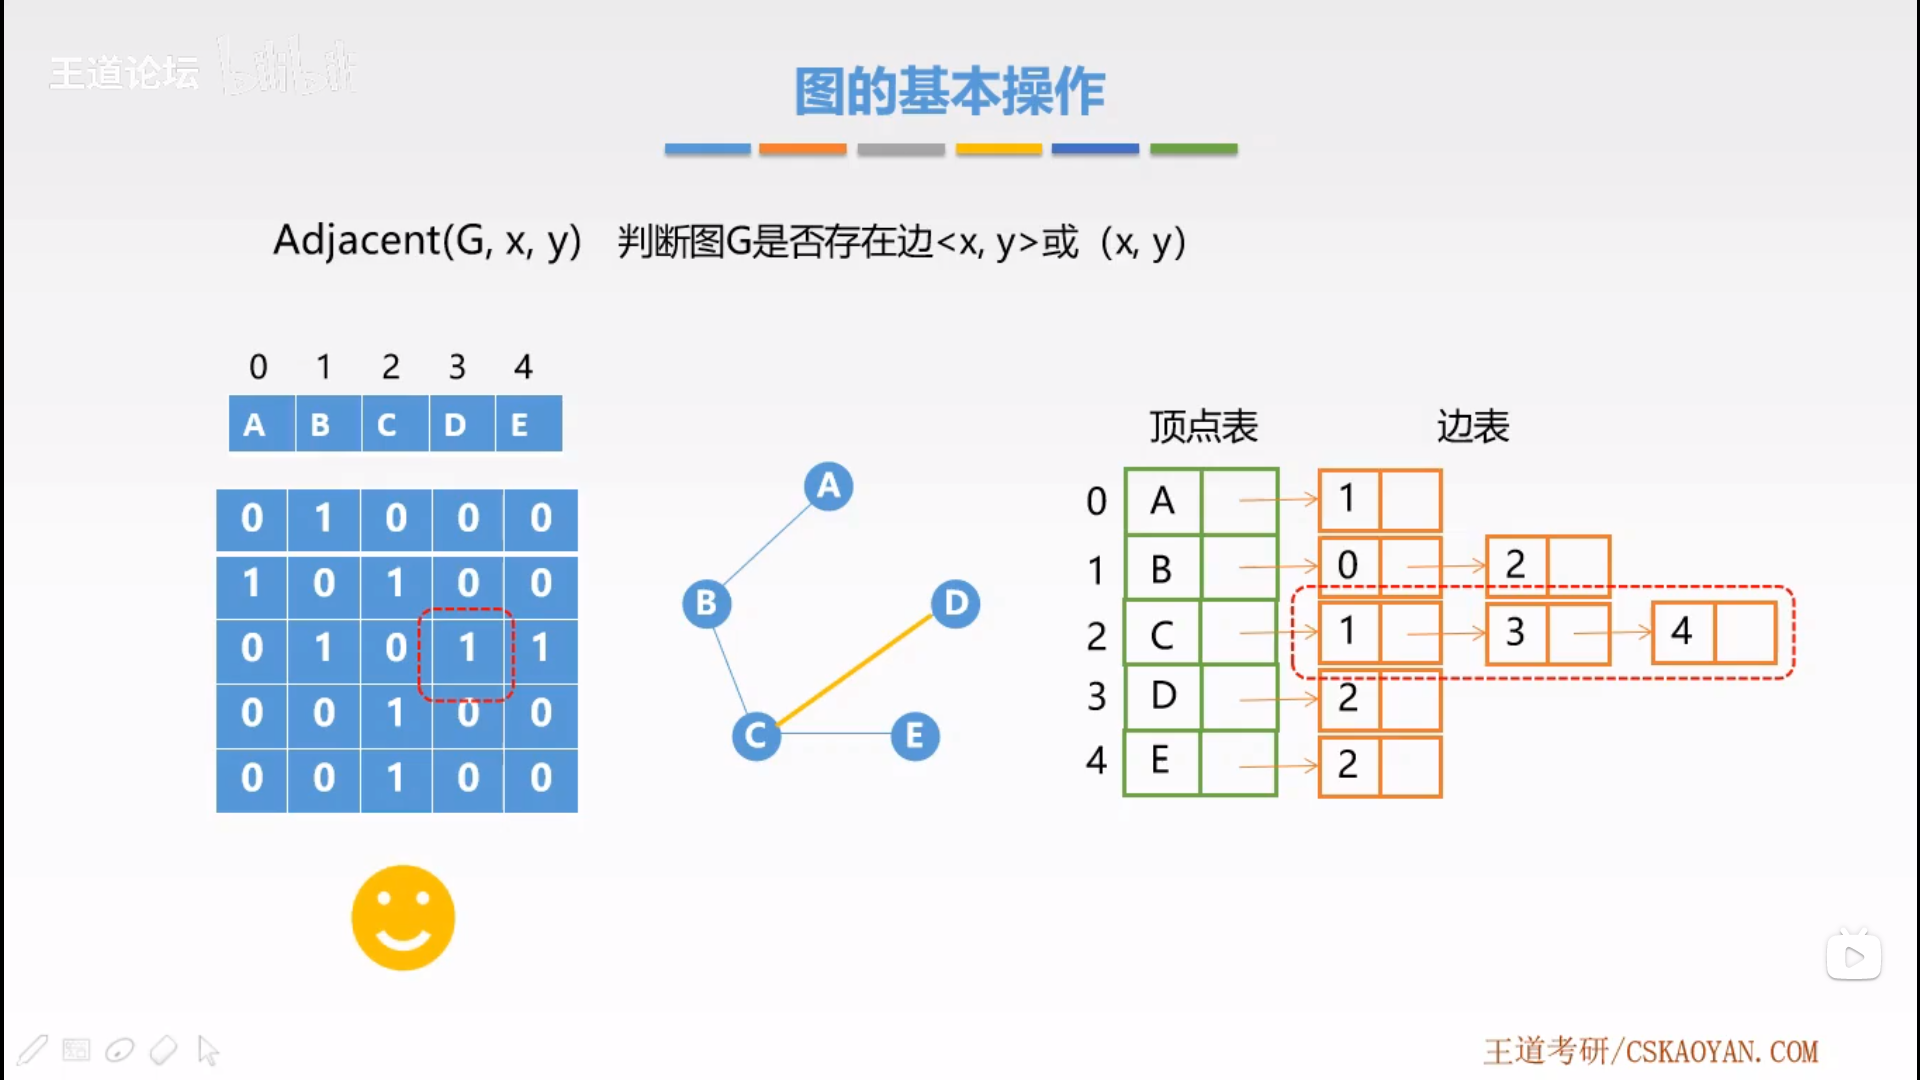 王道论坛 bilibili
图的基本操作
Adjacent(G, x, y) 判断图G是否存在边<x, y>或（x, y）
0 1 2 3 4
A B C D E
0 1 0 0 0
1 0 1 0 0
0 1 0 1 1
0 0 1 0 0
0 0 1 0 0
A
B
D
C
E
顶点表 边表
0 A 1
1 B 0 2
2 C 1 3 4
3 D 2
4 E 2
王道考研/CSKAOYAN.COM